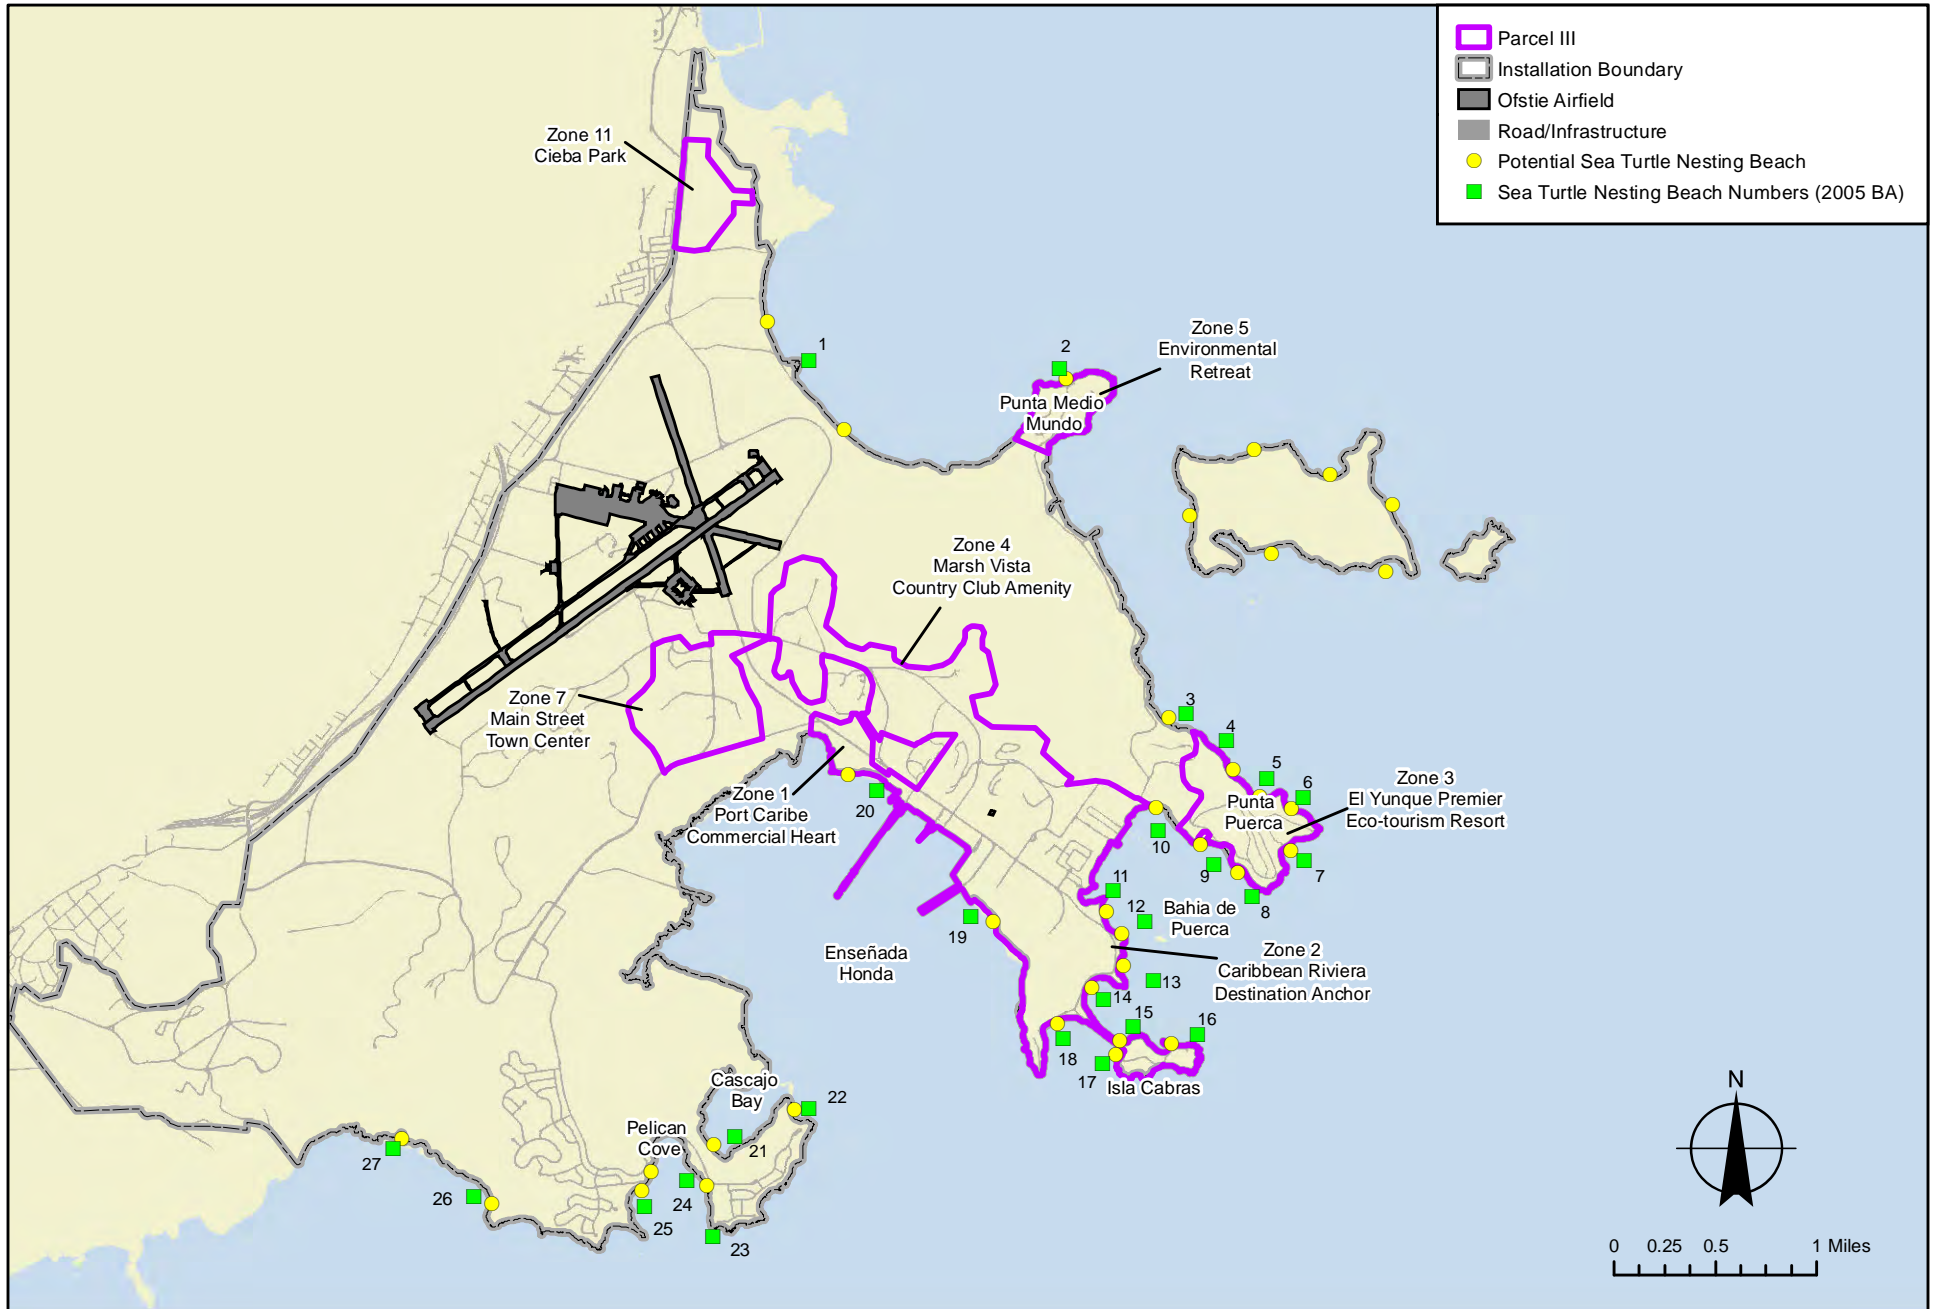 Parcel III
Installation Boundary
Ofstie Airfield
Road/Infrastructure
Potential Sea Turtle Nesting Beach
Sea Turtle Nesting Beach Numbers (2005 BA)
Zone 11
Cieba Park
1
2
Zone 5
Environmental
Retreat
Punta Medio
Mundo
Zone 4
Marsh Vista
Country Club Amenity
Zone 7
Main Street
Town Center
3
4
5
6
Zone 3
El Yunque Premier
Eco-tourism Resort
Punta
Puerca
Zone 1
Port Caribe
Commercial Heart
20
10
9
7
8
11
12
Bahia de
Puerca
19
Enseñada
Honda
Zone 2
Caribbean Riviera
Destination Anchor
13
14
15
16
18
17
Isla Cabras
Cascajo
Bay
22
Pelican
Cove
21
27
26
24
25
23
N
0 0.25 0.5 1 Miles